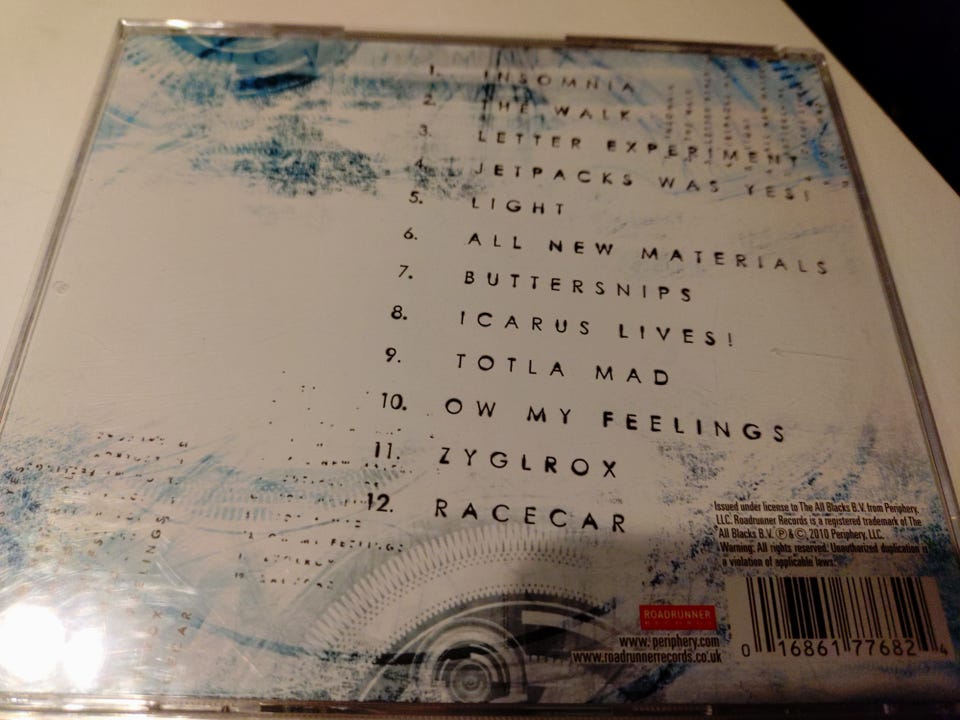 1. INSOMNIA
2. THE WALK
3. LETTER EXPERIMENT
4. JETPACKS WAS YES!
5. LIGHT
6. ALL NEW MATERIALS
7. BUTTERSNIPS
8. ICARUS LIVES!
9. TOTLA MAD
10. OW MY FEELINGS
11. ZYGLROX
12. RACECAR
Issued under license to The All Blacks B.V. from Periphery,
LLC. Roadrunner Records is a registered trademark of The
All Blacks B.V. Ⓟ & © 2010 Periphery, LLC.
Warning: All rights reserved. Unauthorized duplication is
a violation of applicable laws.
ROADRUNNER
RECORDS
www.periphery.com
www.roadrunnerrecords.co.uk
0 16861 77682 4